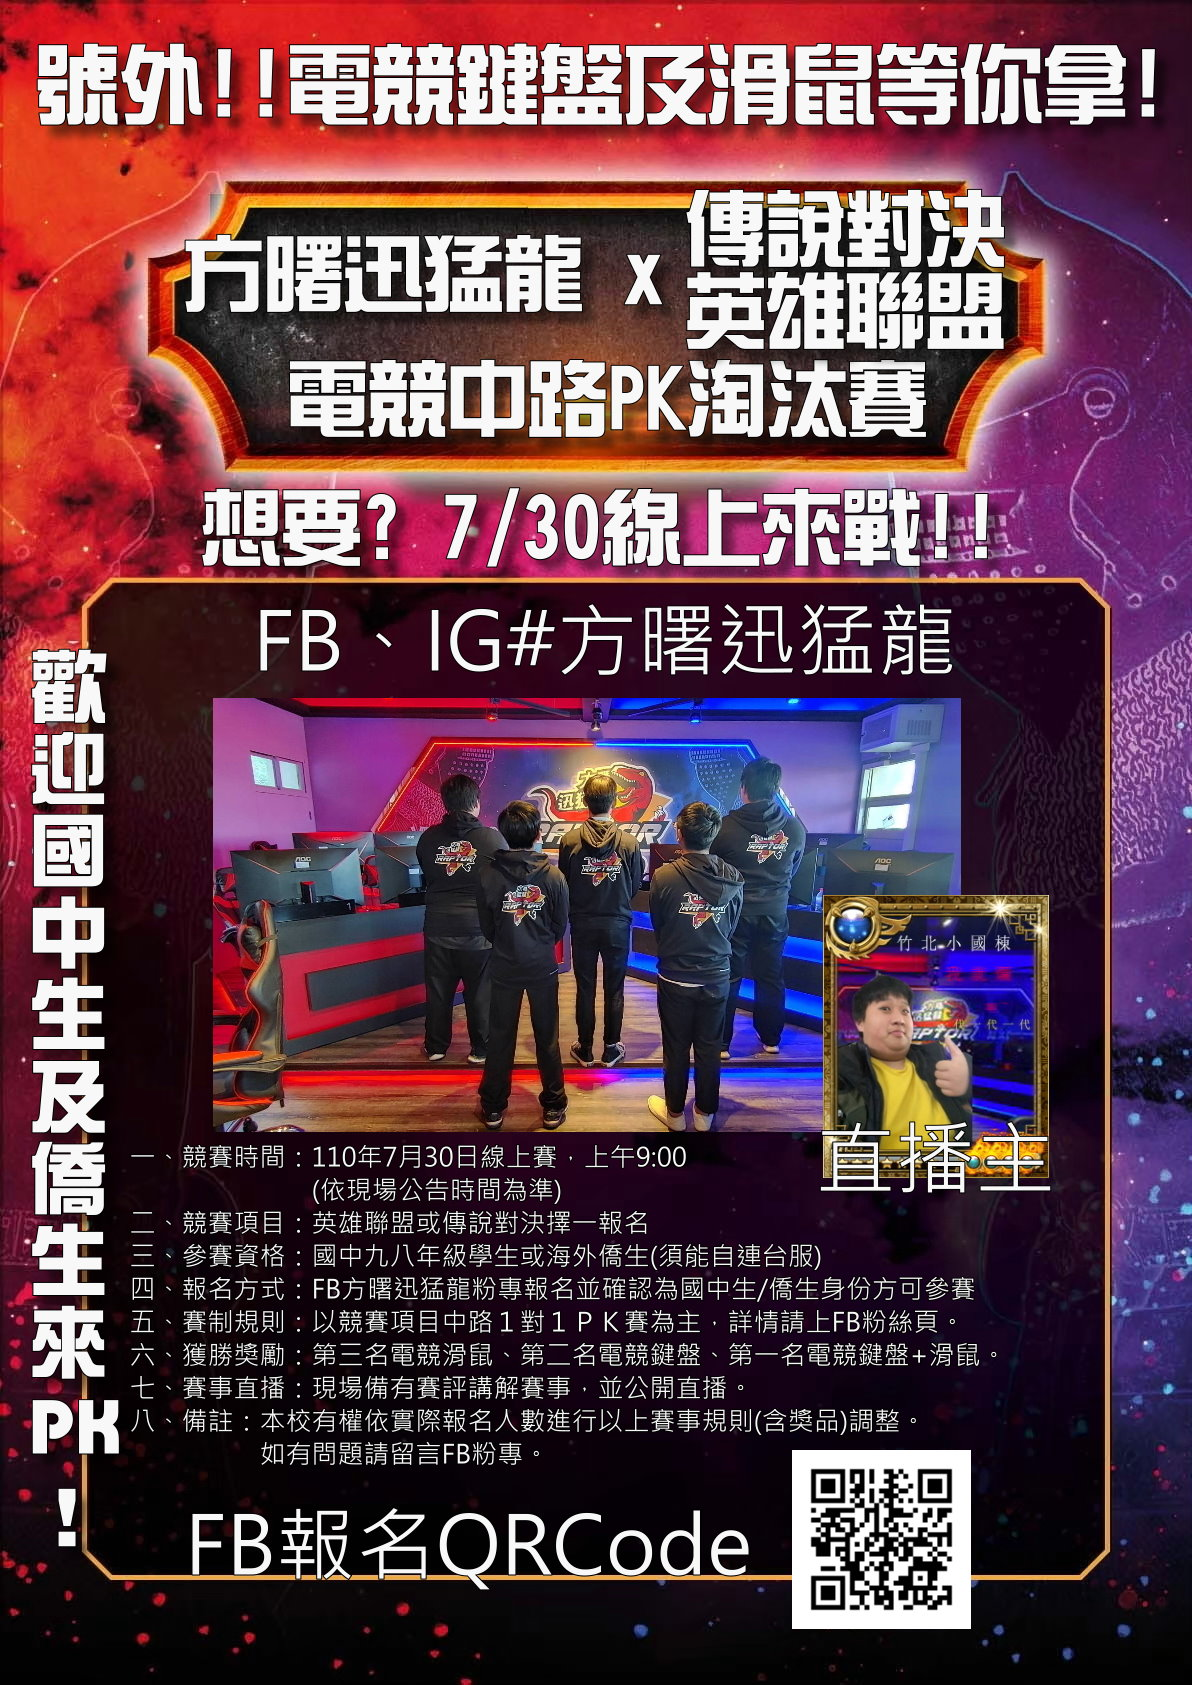 號外!!電競鍵盤及滑鼠等你拿!
方曙迅猛龍 x 傳說對決
英雄聯盟
電競中路PK淘汰賽
想要? 7/30線上來戰!!
FB、IG#方曙迅猛龍
歡迎國中生及僑生來PK!
RAPTOR
AOC
AOC
RAPTOR
RAPTOR
RAPTOR
RAPTOR
RAPTOR
竹北小國棟
一代一代
直播主
一、競賽時間：110年7月30日線上賽，上午9:00
(依現場公告時間為準)
二、競賽項目：英雄聯盟或傳說對決擇一報名
三、參賽資格：國中九八年級學生或海外僑生(須能自連台服)
四、報名方式：FB方曙迅猛龍粉專報名並確認為國中生/僑生身份方可參賽
五、賽制規則：以競賽項目中路１對１ＰＫ賽為主，詳情請上FB粉絲頁。
六、獲勝獎勵：第三名電競滑鼠、第二名電競鍵盤、第一名電競鍵盤+滑鼠。
七、賽事直播：現場備有賽評講解賽事，並公開直播。
八、備註：本校有權依實際報名人數進行以上賽事規則(含獎品)調整。
如有問題請留言FB粉專。
FB報名QRCode